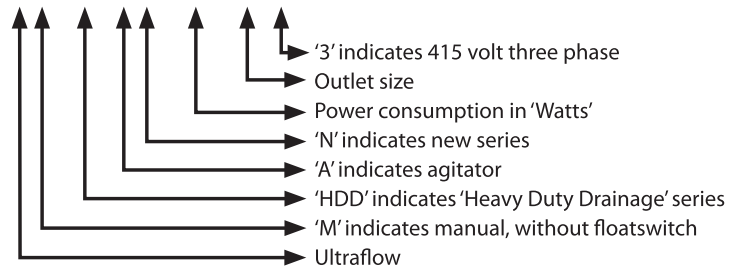 ‘3’ indicates 415 volt three phase
Outlet size
Power consumption in ‘Watts’
‘N’ indicates new series
‘A’ indicates agitator
‘HDD’ indicates ‘Heavy Duty Drainage’ series
‘M’ indicates manual, without floatswitch
Ultraflow